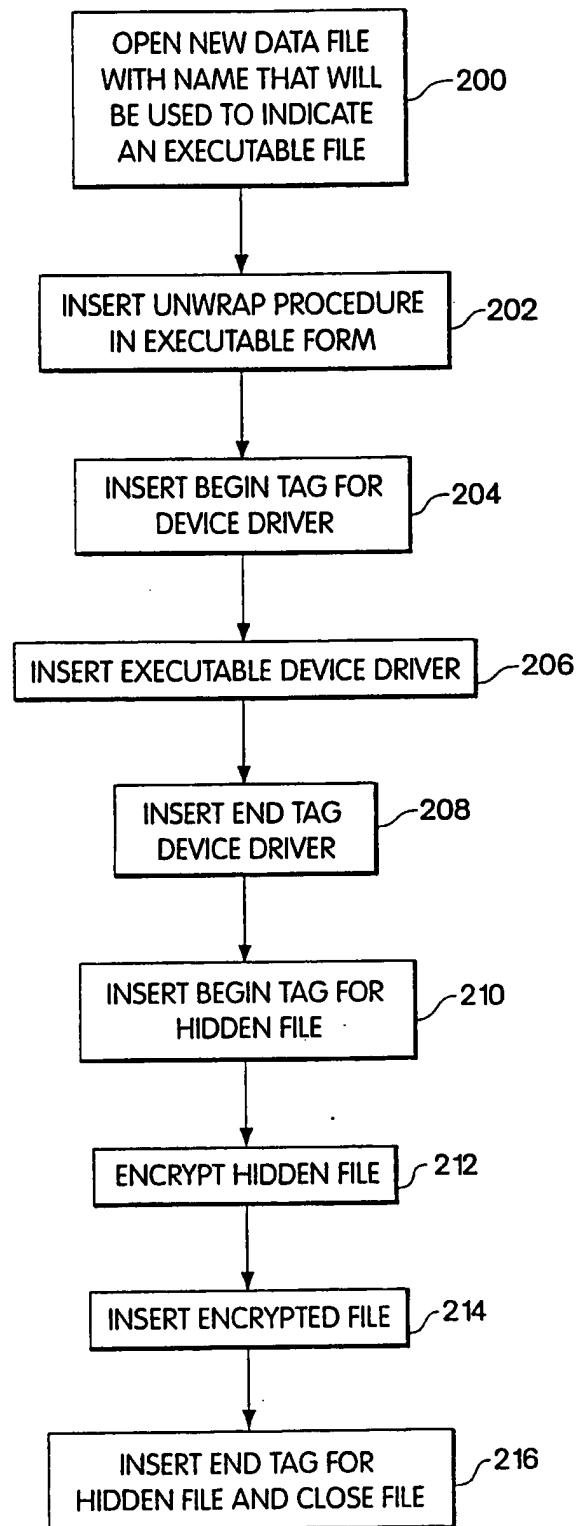 OPEN NEW DATA FILE
WITH NAME THAT WILL
BE USED TO INDICATE
AN EXECUTABLE FILE
200
INSERT UNWRAP PROCEDURE
IN EXECUTABLE FORM
202
INSERT BEGIN TAG FOR
DEVICE DRIVER
204
INSERT EXECUTABLE DEVICE DRIVER
206
INSERT END TAG
DEVICE DRIVER
208
INSERT BEGIN TAG FOR
HIDDEN FILE
210
ENCRYPT HIDDEN FILE
212
INSERT ENCRYPTED FILE
214
INSERT END TAG FOR
HIDDEN FILE AND CLOSE FILE
216